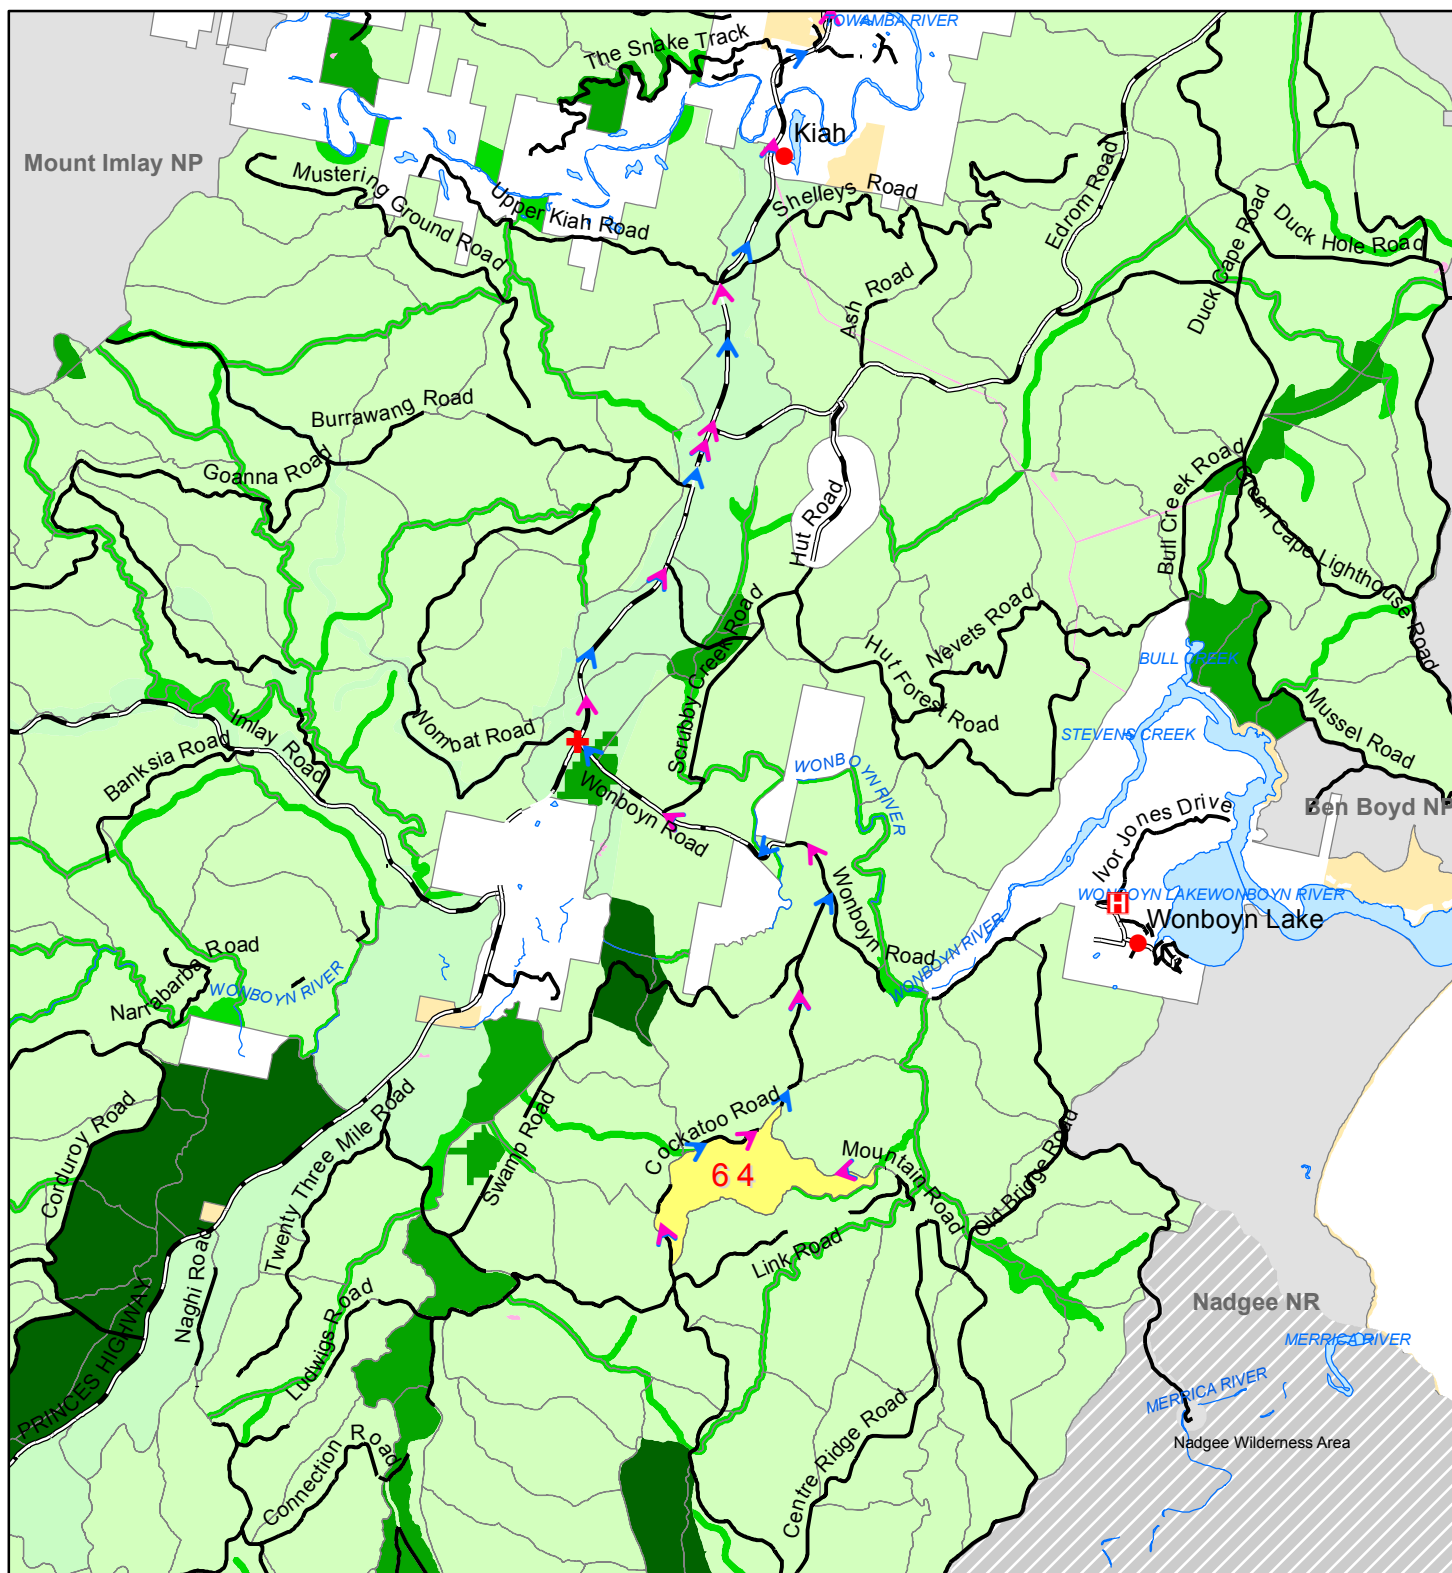 OWAMBA RIVER
The Snake Track
Kiah
Mount Imlay NP
Mustering Ground Road
Upper Kiah Road
Shelleys Road
Edrom Road
Duck Cape Road
Duck Hole Road
Ash Road
Burrawang Road
Goanna Road
Hut Road
Bull Creek Road
Green Cape Lighthouse Road
Scrubby Creek Road
Nevets Road
Hut Forest Road
BULL CREEK
STEVENS CREEK
Mussel Road
Imlay Road
Banksia Road
Wombat Road
Wonboyn Road
WONBOYN RIVER
Ben Boyd NP
Ivor Jones Drive
WONBOYN LAKE
WONBOYN RIVER
H
Wonboyn Lake
Wonboyn Road
WONBOYN RIVER
Narrabarba Road
WONBOYN RIVER
Corduroy Road
Twenty Three Mile Road
Swamp Road
Cockatoo Road
64
Mountain Road
Old Bridge Road
Link Road
Naghi Road
PRINCES HIGHWAY
Ludwigs Road
Nadgee NR
MERRICA RIVER
MERRICA RIVER
Connection Road
Centre Ridge Road
Nadgee Wilderness Area